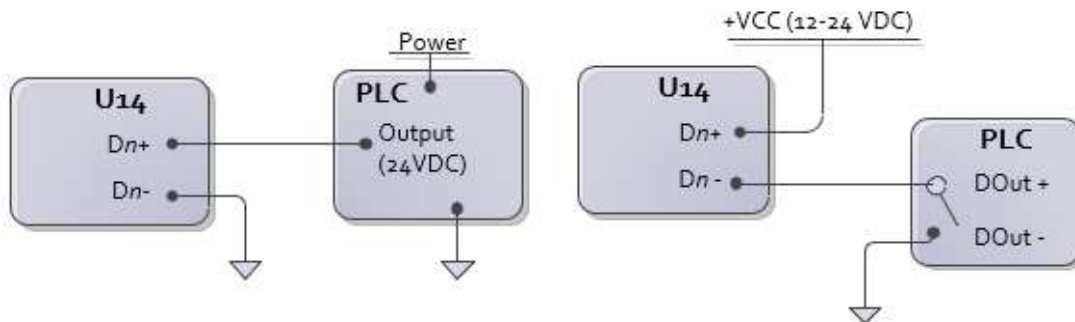 Power
U14
Dn+
Dn-
PLC
Output
(24VDC)
+VCC (12-24 VDC)
U14
Dn+
Dn -
PLC
DOut +
DOut -